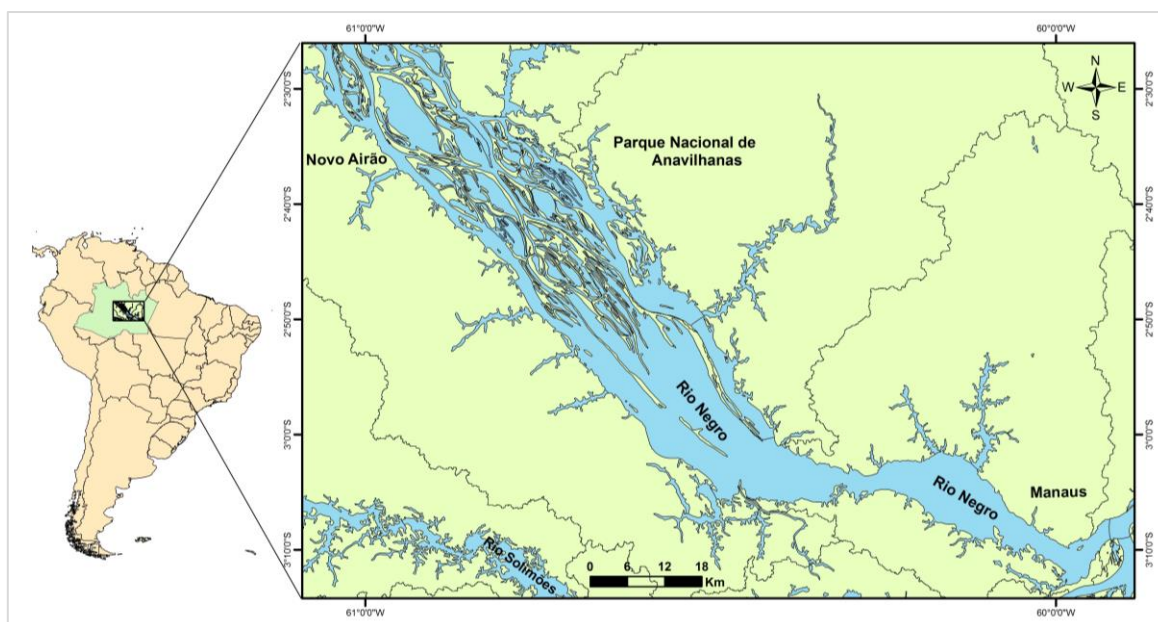 61°0'0"W
60°0'0"W
N
W E
S
2°30'0"S
2°30'0"S
Parque Nacional de
Anavilhanas
Novo Airão
2°40'0"S
2°40'0"S
2°50'0"S
2°50'0"S
Rio Negro
3°0'0"S
3°0'0"S
Rio Negro
Manaus
3°10'0"S
3°10'0"S
Rio Solimões
0 6 12 18
Km
61°0'0"W
60°0'0"W